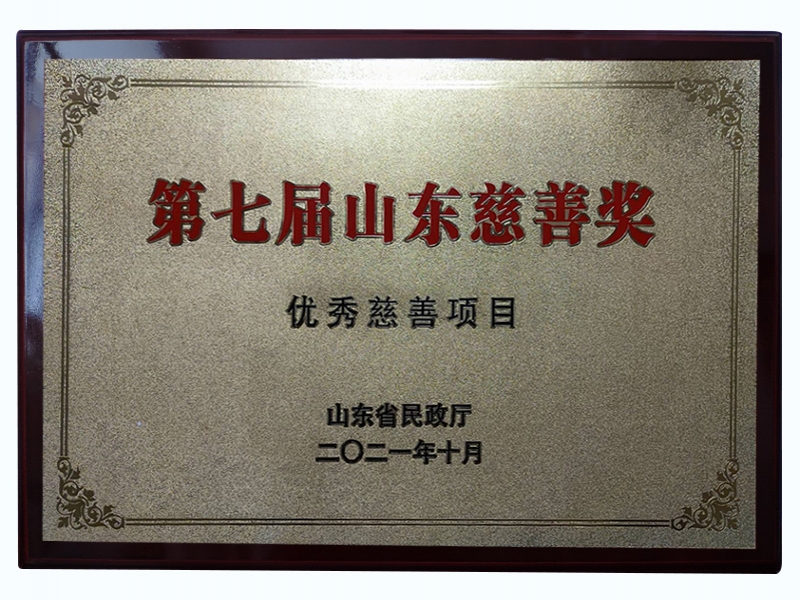 第七届山东慈善奖
优秀慈善项目
山东省民政厅
二〇二一年十月